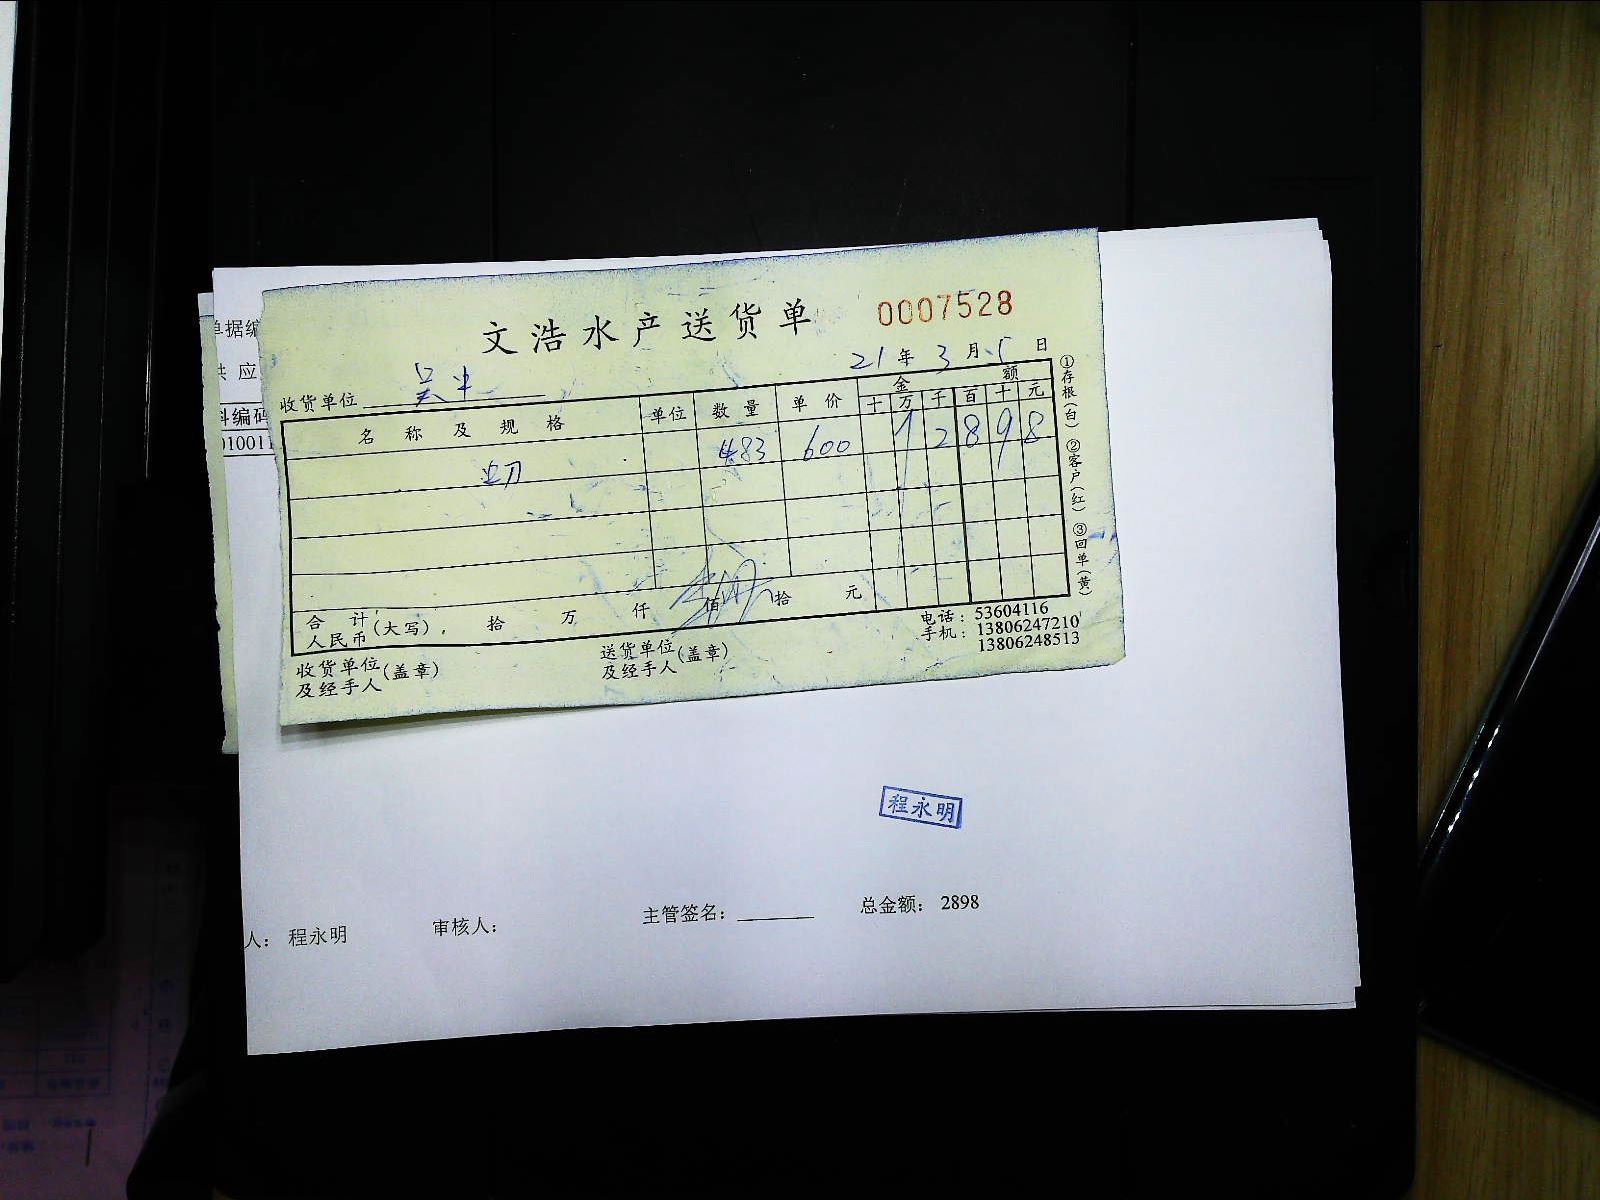 文浩水产送货单 0007528
21年3月5日
收货单位 吴中
名称及规格 单位 数量 单价 金额
十 万 千 百 十 元
483 600 2898
合计
人民币(大写) 拾 万 仟 佰 拾 元
收货单位
及经手人(盖章)
送货单位
及经手人(盖章)
电话:53604116
手机:13806247210
13806248513
①存根(白) ②客户(红) ③回单(黄)
单据编
供应
料编码
01001
程永明
人: 程永明 审核人: 主管签名: 总金额: 2898